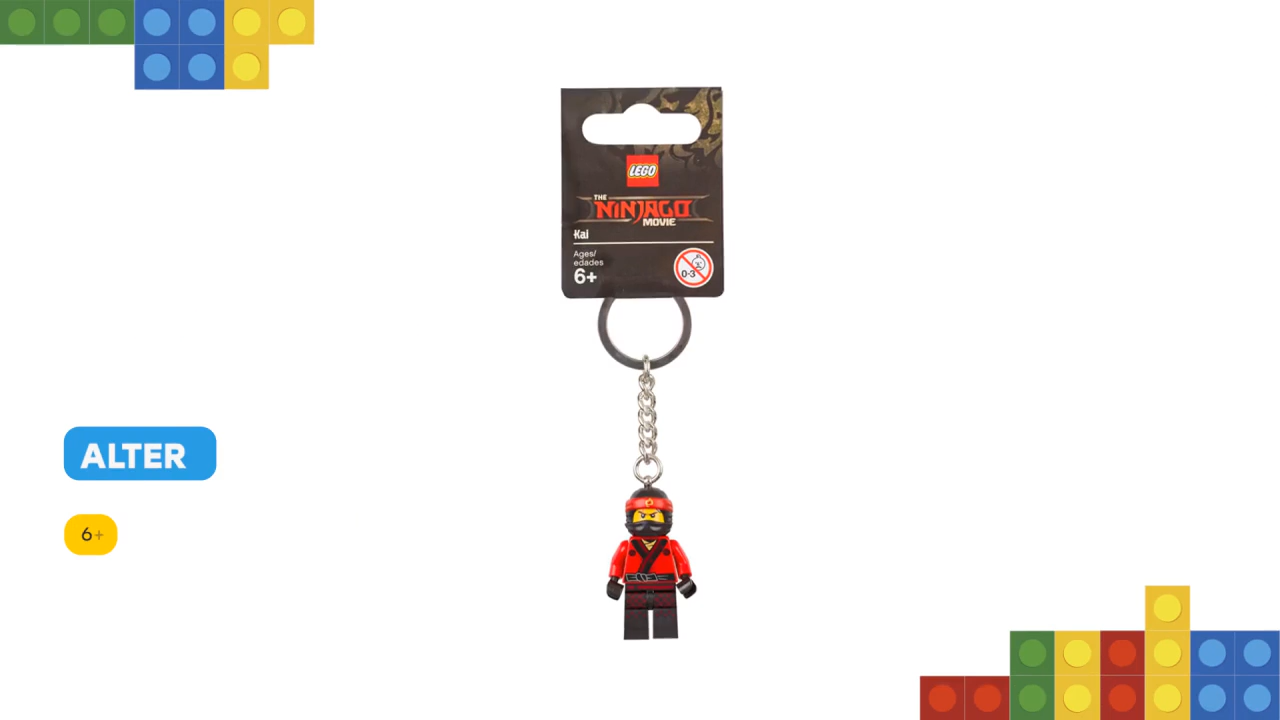 LEGO
THE
NINJAGO
MOVIE
Kai
Ages/
edades
6+
0-3
ALTER
6+